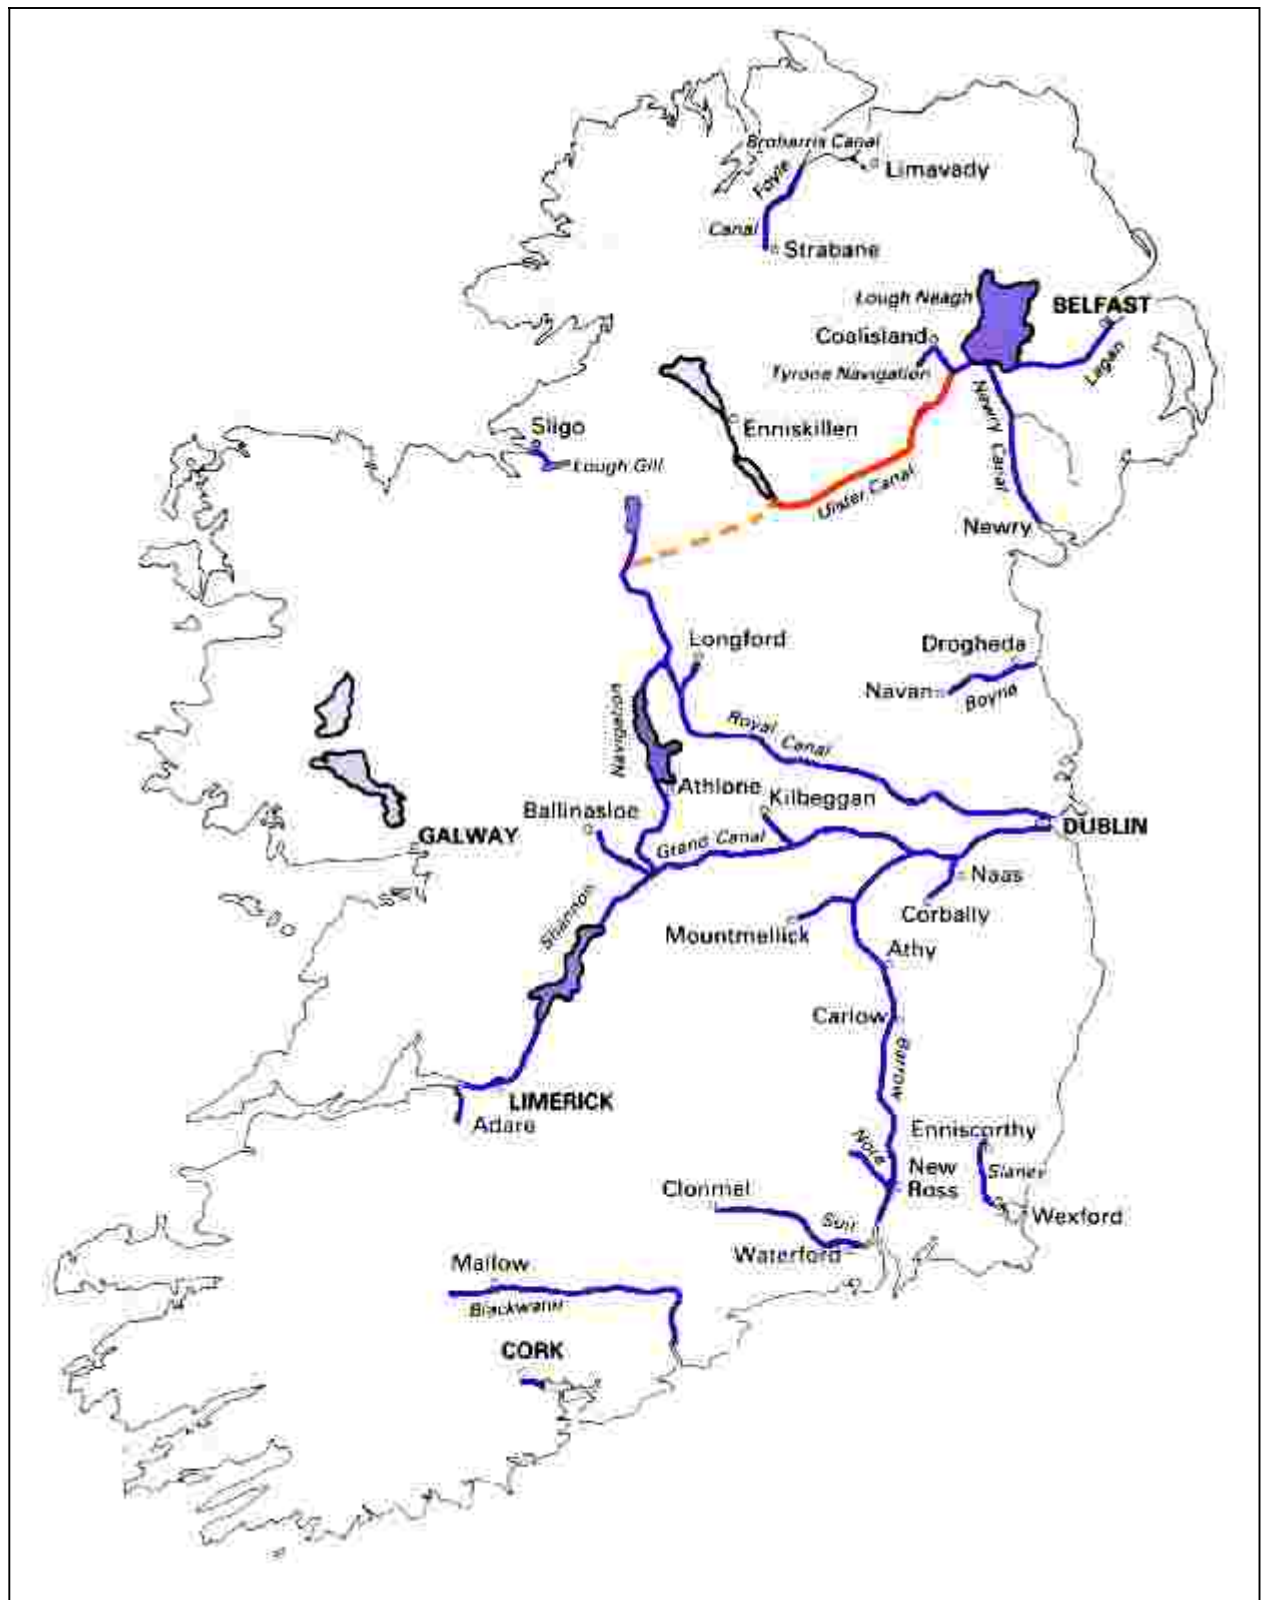 Broharris Canal
Limavady
Foyle
Canal
Strabane
Lough Neagh
BELFAST
Coalisland
Lagan
Tyrone Navigation
Newry Canal
Enniskillen
Sligo
Lough Gill
Ulster Canal
Newry
Longford
Drogheda
Navan
Boyne
Navigation
Royal Canal
Athlone
Kilbeggan
Ballinasloe
GALWAY
Grand Canal
DUBLIN
Naas
Corbally
Shannon
Mountmellick
Athy
Carlow
Barrow
LIMERICK
Adare
Enniscorthy
Nore
New
Ross
Slaney
Clonmel
Suir
Wexford
Waterford
Mallow
Blackwater
CORK